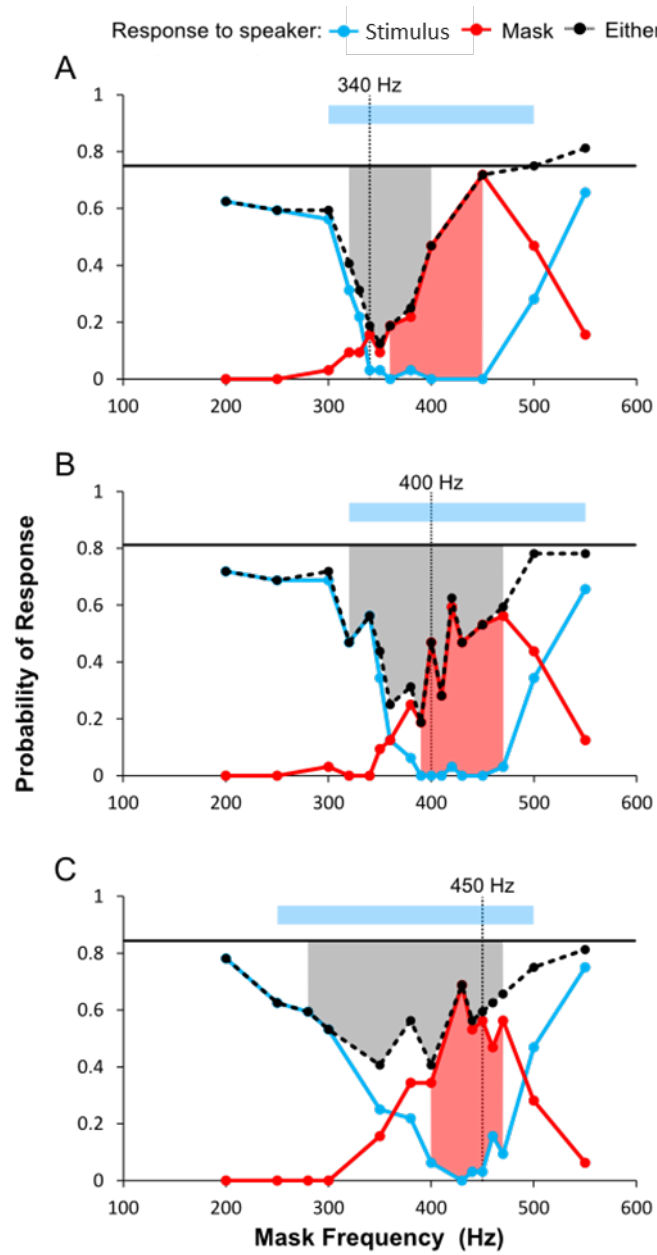 Response to speaker: Stimulus Mask Either
A
340 Hz
1
0.8
0.6
0.4
0.2
0
100 200 300 400 500 600
B
400 Hz
1
0.8
0.6
0.4
0.2
0
100 200 300 400 500 600
Probability of Response
C
450 Hz
1
0.8
0.6
0.4
0.2
0
100 200 300 400 500 600
Mask Frequency (Hz)